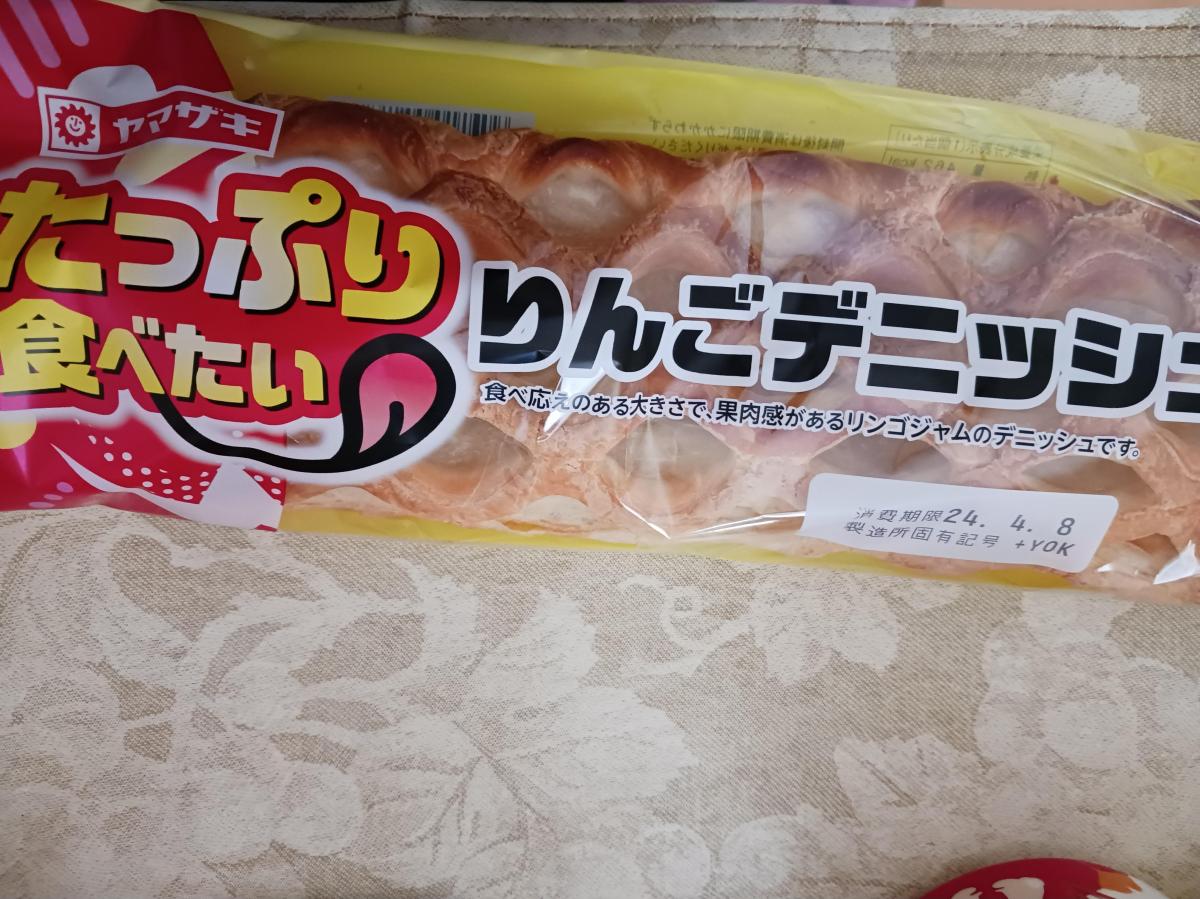 ヤマザキ
たっぷり
食べたい
りんごデニッシュ
食べ応えのある大きさで、果肉感があるリンゴジャムのデニッシュです。
消費期限24. 4. 8
製造所固有記号 +YOK